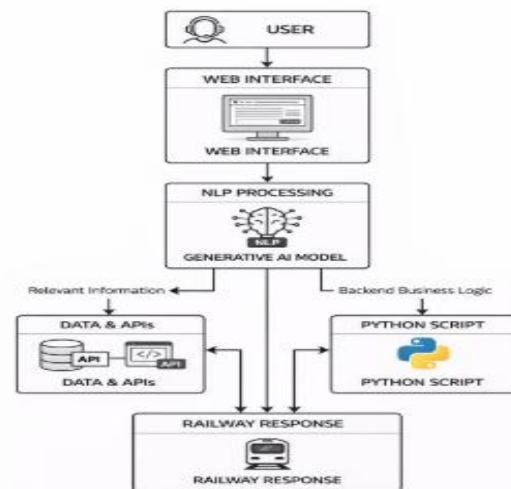 USER
WEB INTERFACE
WEB INTERFACE
NLP PROCESSING
NLP
GENERATIVE AI MODEL
Relevant Information
Backend Business Logic
DATA & APIs
API
</>
API
DATA & APIs
PYTHON SCRIPT
PYTHON SCRIPT
RAILWAY RESPONSE
RAILWAY RESPONSE